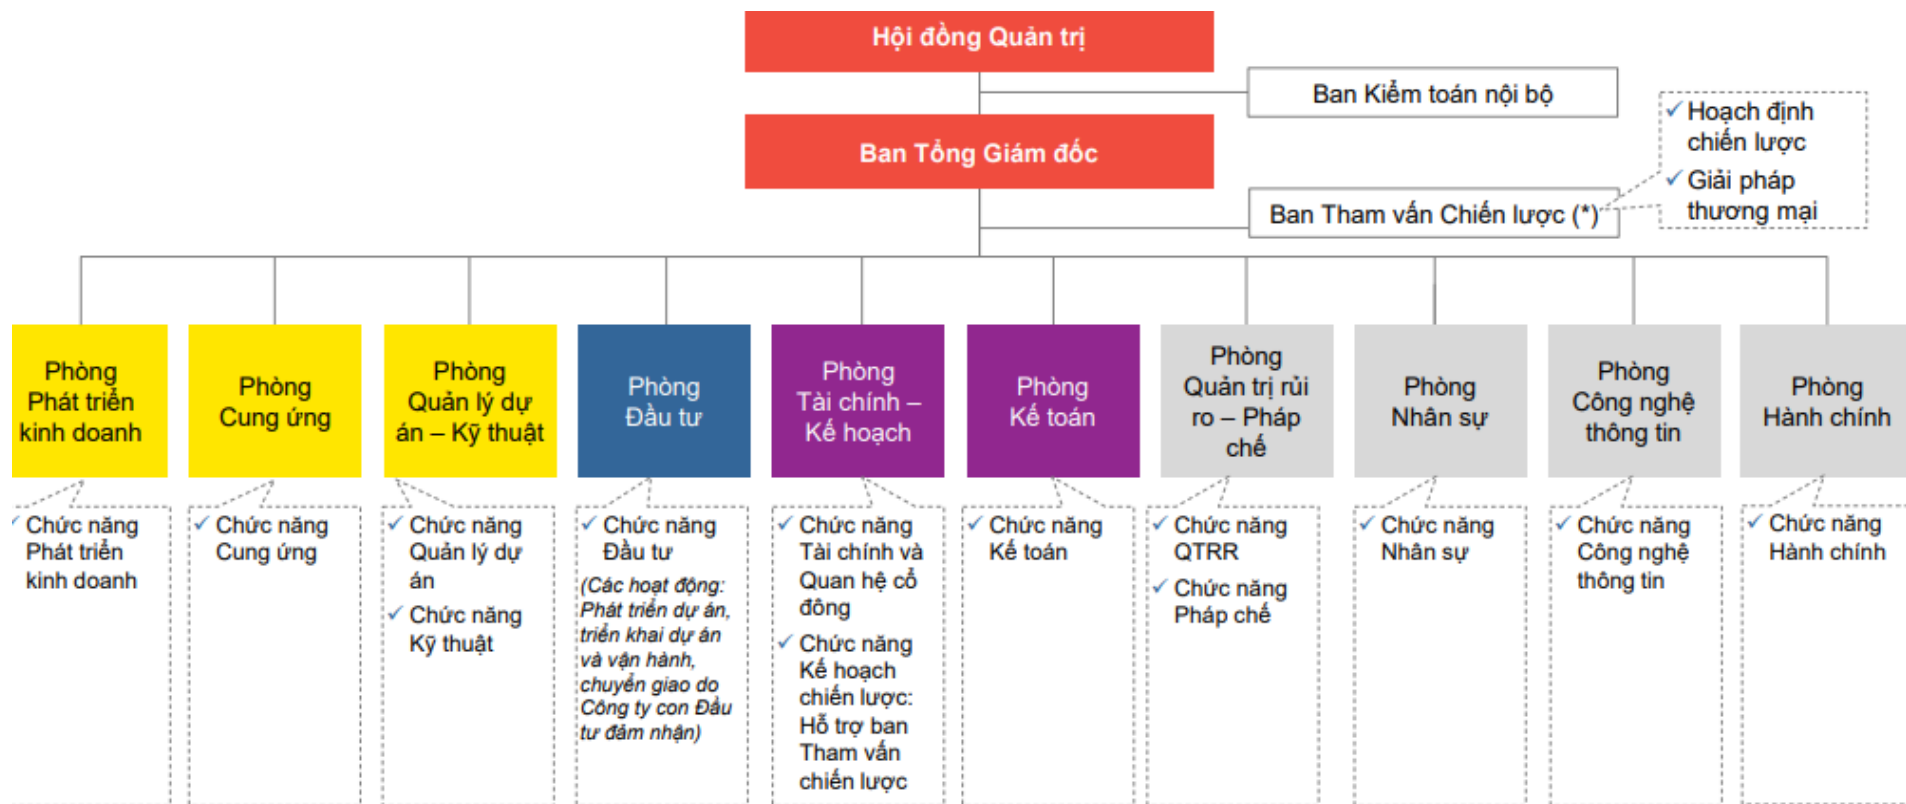 Hội đồng Quản trị
Ban Kiểm toán nội bộ
Ban Tổng Giám đốc
✓ Hoạch định
chiến lược
✓ Giải pháp
thương mại
Ban Tham vấn Chiến lược (*)
Phòng
Phát triển
kinh doanh
Phòng
Cung ứng
Phòng
Quản lý dự
án – Kỹ thuật
Phòng
Đầu tư
Phòng
Tài chính –
Kế hoạch
Phòng
Kế toán
Phòng
Quản trị rủi
ro – Pháp
chế
Phòng
Nhân sự
Phòng
Công nghệ
thông tin
Phòng
Hành chính
✓ Chức năng
Phát triển
kinh doanh
✓ Chức năng
Cung ứng
✓ Chức năng
Quản lý dự
án
✓ Chức năng
Kỹ thuật
✓ Chức năng
Đầu tư
(Các hoạt động:
Phát triển dự án,
triển khai dự án
và vận hành,
chuyển giao do
Công ty con Đầu
tư đảm nhận)
✓ Chức năng
Tài chính và
Quan hệ cổ
đông
✓ Chức năng
Kế hoạch
chiến lược:
Hỗ trợ ban
Tham vấn
chiến lược
✓ Chức năng
Kế toán
✓ Chức năng
QTRR
✓ Chức năng
Pháp chế
✓ Chức năng
Nhân sự
✓ Chức năng
Công nghệ
thông tin
✓ Chức năng
Hành chính